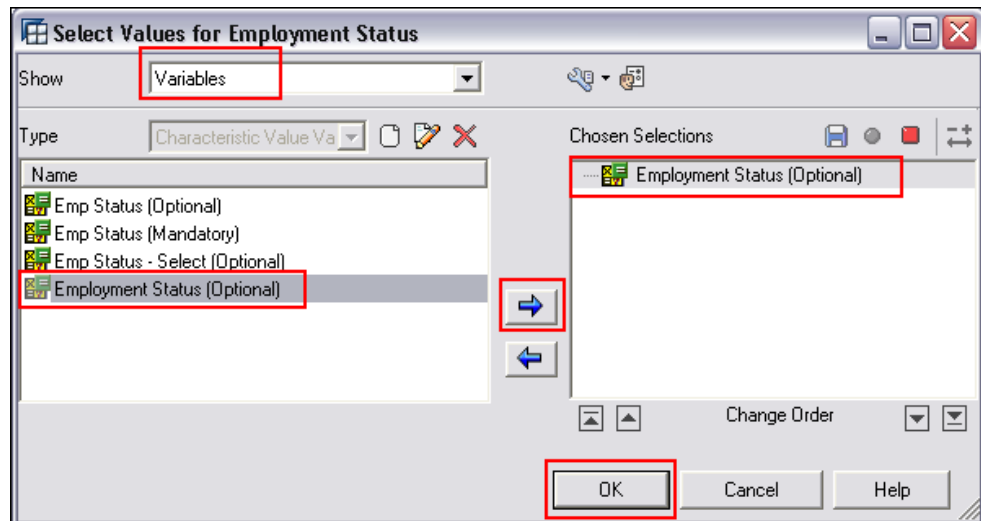 Select Values for Employment Status
Show Variables
Type Characteristic Value Va Chosen Selections
Name
Emp Status (Optional)
Emp Status (Mandatory)
Emp Status - Select (Optional)
Employment Status (Optional)
Employment Status (Optional)
Change Order
OK Cancel Help